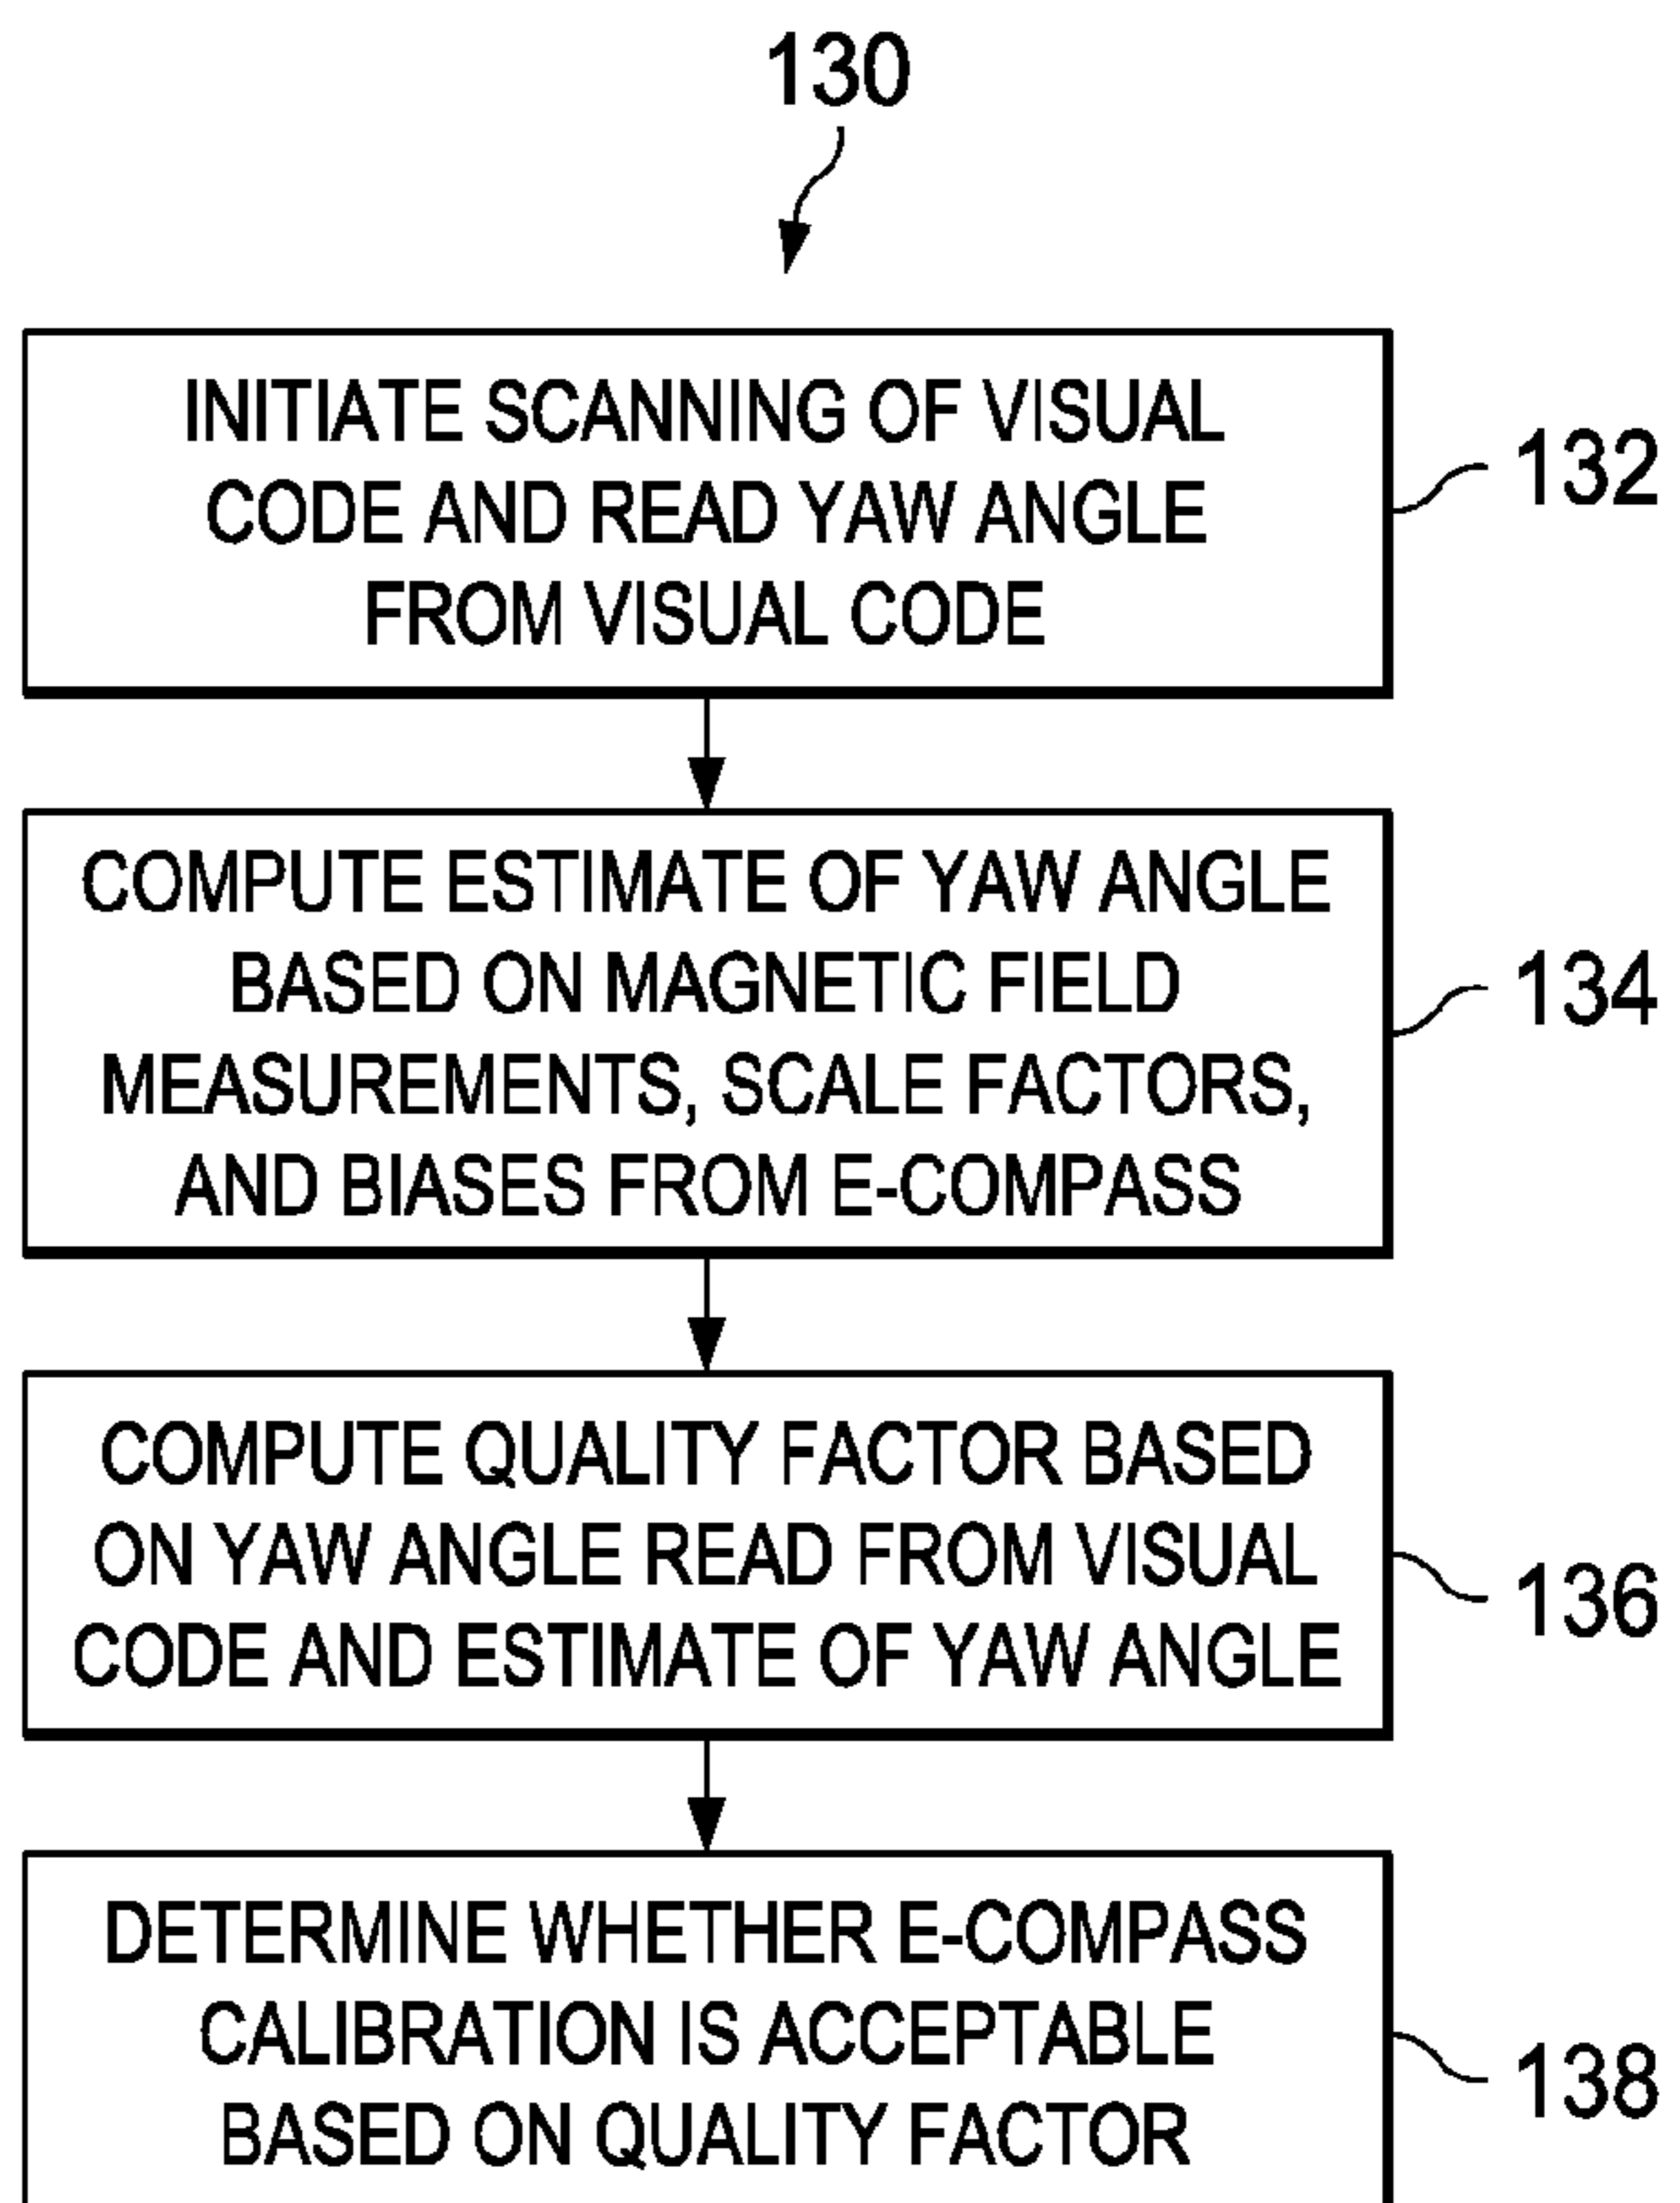 130
INITIATE SCANNING OF VISUAL
CODE AND READ YAW ANGLE
FROM VISUAL CODE
132
COMPUTE ESTIMATE OF YAW ANGLE
BASED ON MAGNETIC FIELD
MEASUREMENTS, SCALE FACTORS,
AND BIASES FROM E-COMPASS
134
COMPUTE QUALITY FACTOR BASED
ON YAW ANGLE READ FROM VISUAL
CODE AND ESTIMATE OF YAW ANGLE
136
DETERMINE WHETHER E-COMPASS
CALIBRATION IS ACCEPTABLE
BASED ON QUALITY FACTOR
138